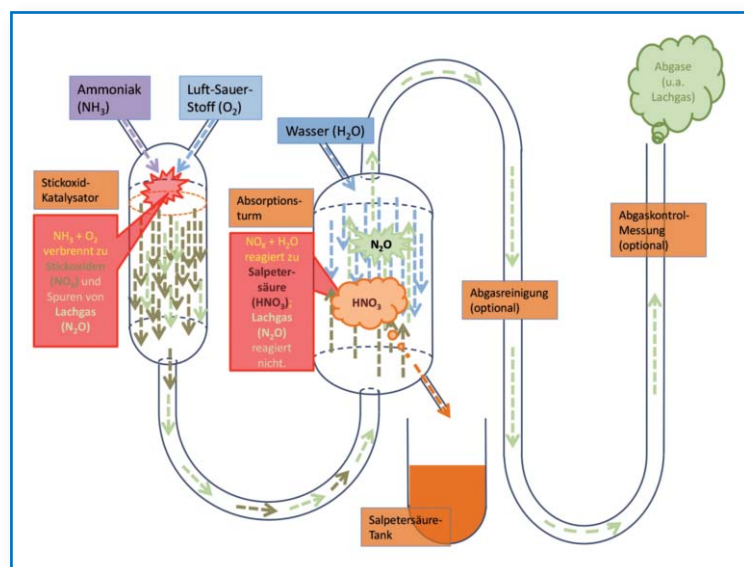 Ammoniak
(NH₃)
Luft-Sauer-
Stoff (O₂)
Stickoxid-
Katalysator
NH₃ + O₂
verbrennt zu
Stickoxiden
(NOₓ) und
Spuren von
Lachgas
(N₂O)
Wasser (H₂O)
Absorptions-
turm
NOₓ + H₂O
reagiert zu
Salpeter-
säure
(HNO₃)
Lachgas
(N₂O)
reagiert
nicht.
N₂O
HNO₃
Salpetersäure-
Tank
Abgasreinigung
(optional)
Abgaskontrol-
Messung
(optional)
Abgase
(u.a.
Lachgas)